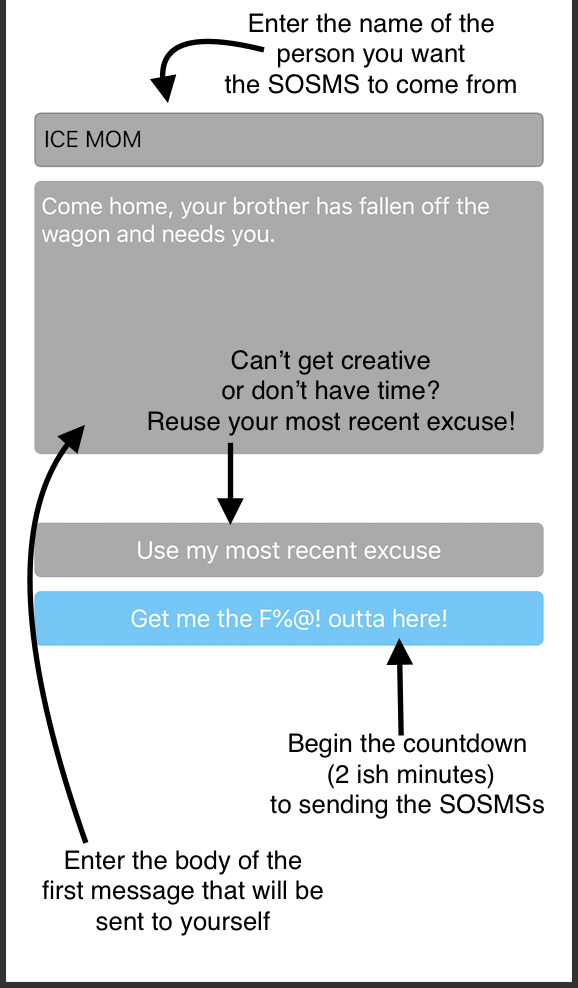 Enter the name of the
person you want
the SOSMS to come from
ICE MOM
Come home, your brother has fallen off the
wagon and needs you.
Can't get creative
or don't have time?
Reuse your most recent excuse!
Use my most recent excuse
Get me the F%@! outta here!
Begin the countdown
(2 ish minutes)
to sending the SOSMSs
Enter the body of the
first message that will be
sent to yourself